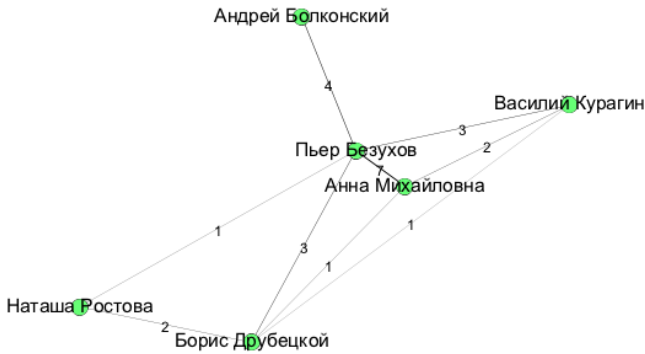 Андрей Болконский
4
Василий Курагин
3
Пьер Безухов
2
7
Анна Михайловна
1
1
3
1
Наташа Ростова
2
Борис Друбецкой